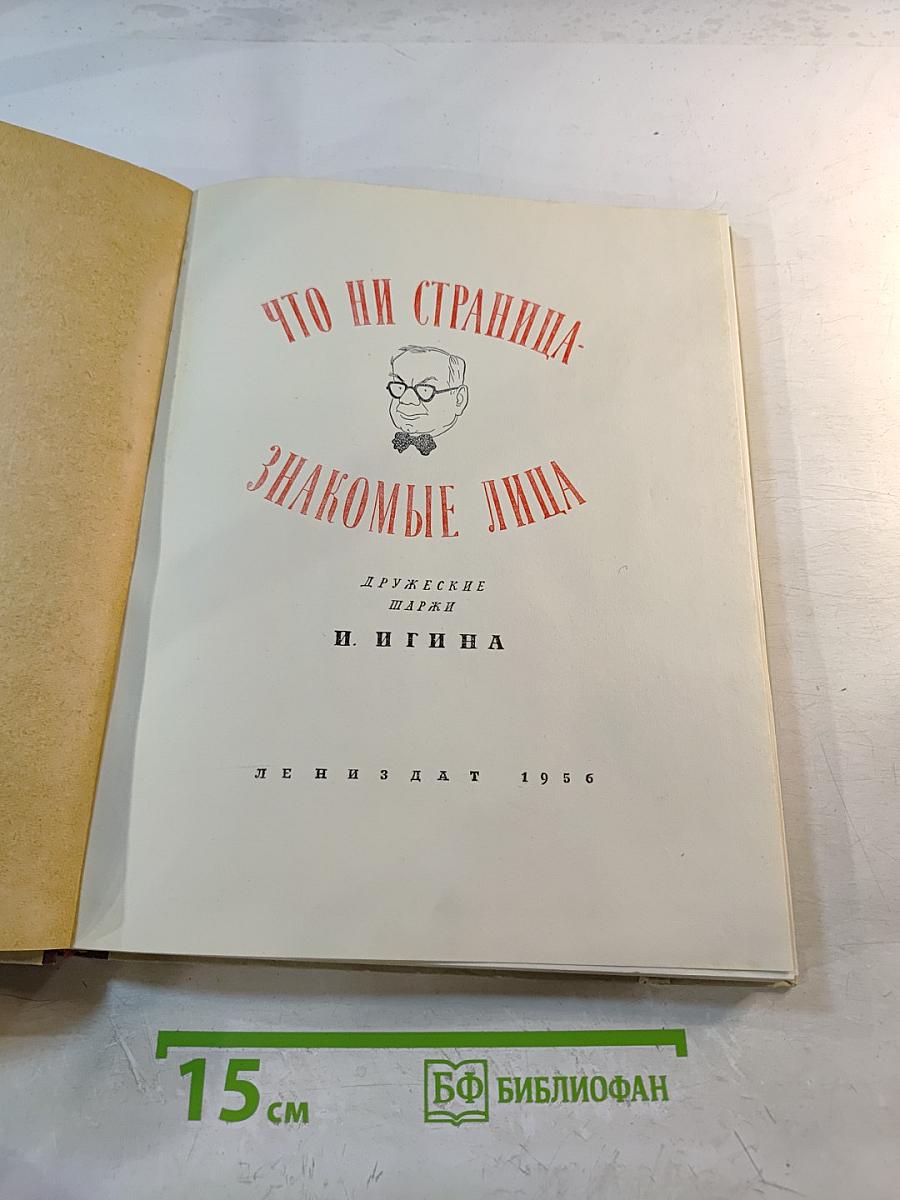 ЧТО НИ СТРАНИЦА-
ЗНАКОМЫЕ ЛИЦА
ДРУЖЕСКИЕ
ШАРЖИ
И. ИГИНА
ЛЕНИЗДАТ 1956
15 см
БФ БИБЛИОФАН